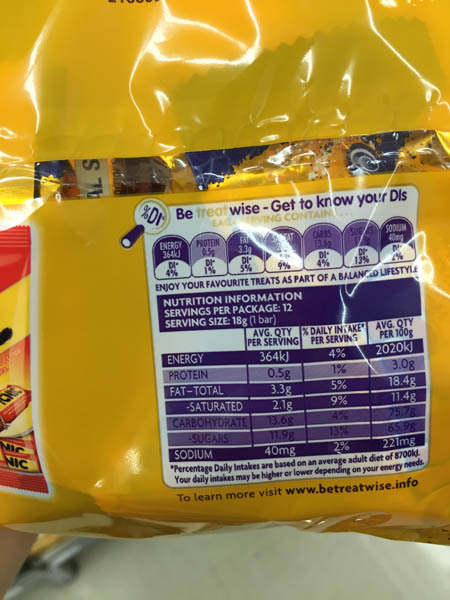 Be treatwise - Get to know your DIs
%DI*
ENERGY 364kJ DI* 4%
PROTEIN 0.5g DI* 1%
FAT 3.3g DI* 5%
9%
CARBS 13.6g DI* 4%
DI* 13%
SODIUM 40mg DI* 2%
ENJOY YOUR FAVOURITE TREATS AS PART OF A BALANCED LIFESTYLE
NUTRITION INFORMATION
SERVINGS PER PACKAGE: 12
SERVING SIZE: 18g (1 bar)
AVG. QTY PER SERVING % DAILY INTAKE* PER SERVING AVG. QTY PER 100g
ENERGY 364kJ 4% 2020kJ
PROTEIN 0.5g 1% 3.0g
FAT-TOTAL 3.3g 5% 18.4g
-SATURATED 2.1g 9% 11.4g
CARBOHYDRATE 13.6g 4% 75.7g
-SUGARS 11.9g 13% 65.9g
SODIUM 40mg 2% 221mg
*Percentage Daily Intakes are based on an average adult diet of 8700kJ.
Your daily intakes may be higher or lower depending on your energy needs.
To learn more visit www.betreatwise.info
NIC
NIC